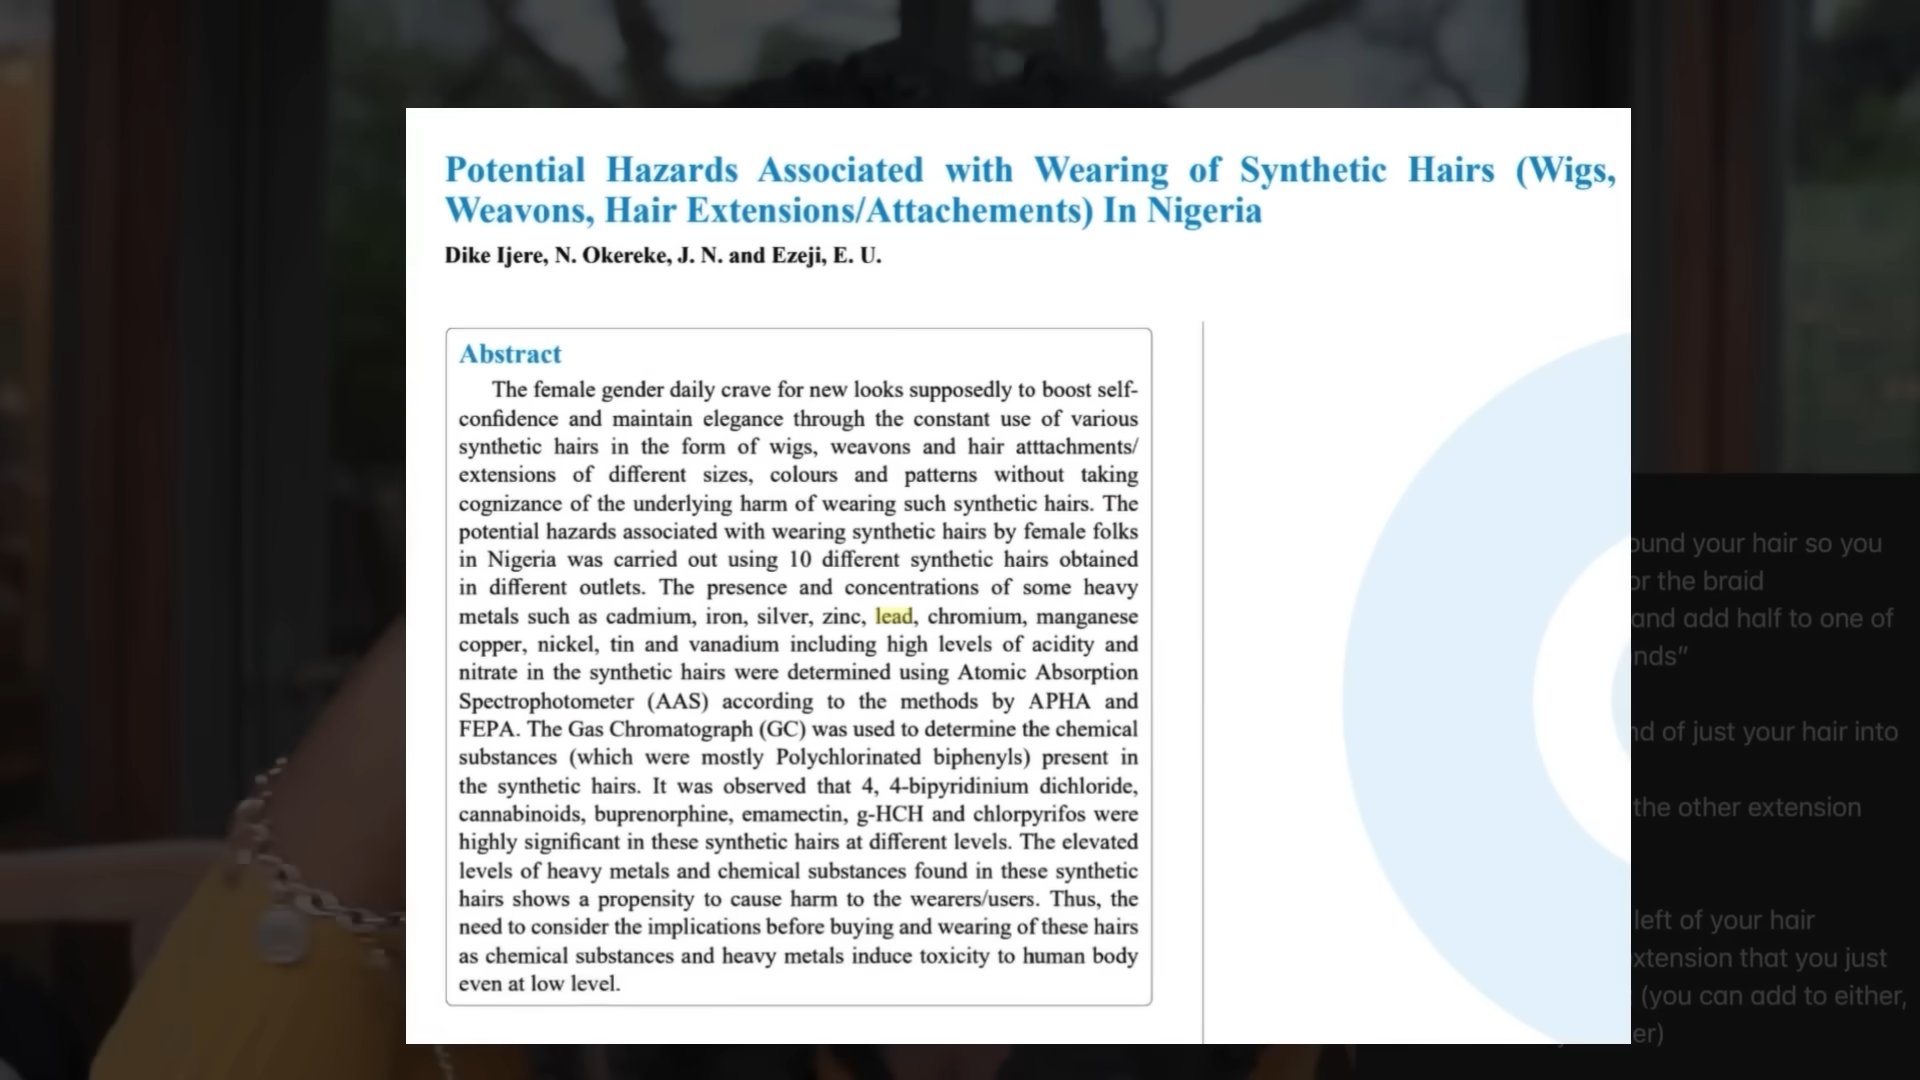 Potential Hazards Associated with Wearing of Synthetic Hairs (Wigs,
Weavons, Hair Extensions/Attachements) In Nigeria
Dike Ijere, N. Okereke, J. N. and Ezeji, E. U.
Abstract
The female gender daily crave for new looks supposedly to boost self-
confidence and maintain elegance through the constant use of various
synthetic hairs in the form of wigs, weavons and hair atttachments/
extensions of different sizes, colours and patterns without taking
cognizance of the underlying harm of wearing such synthetic hairs. The
potential hazards associated with wearing synthetic hairs by female folks
in Nigeria was carried out using 10 different synthetic hairs obtained
in different outlets. The presence and concentrations of some heavy
metals such as cadmium, iron, silver, zinc, lead, chromium, manganese
copper, nickel, tin and vanadium including high levels of acidity and
nitrate in the synthetic hairs were determined using Atomic Absorption
Spectrophotometer (AAS) according to the methods by APHA and
FEPA. The Gas Chromatograph (GC) was used to determine the chemical
substances (which were mostly Polychlorinated biphenyls) present in
the synthetic hairs. It was observed that 4, 4-bipyridinium dichloride,
cannabinoids, buprenorphine, emamectin, g-HCH and chlorpyrifos were
highly significant in these synthetic hairs at different levels. The elevated
levels of heavy metals and chemical substances found in these synthetic
hairs shows a propensity to cause harm to the wearers/users. Thus, the
need to consider the implications before buying and wearing of these hairs
as chemical substances and heavy metals induce toxicity to human body
even at low level.
your hair so you
the braid
and add half to one of
of just your hair into
the other extension
left of your hair
that you just
(you can add to either,